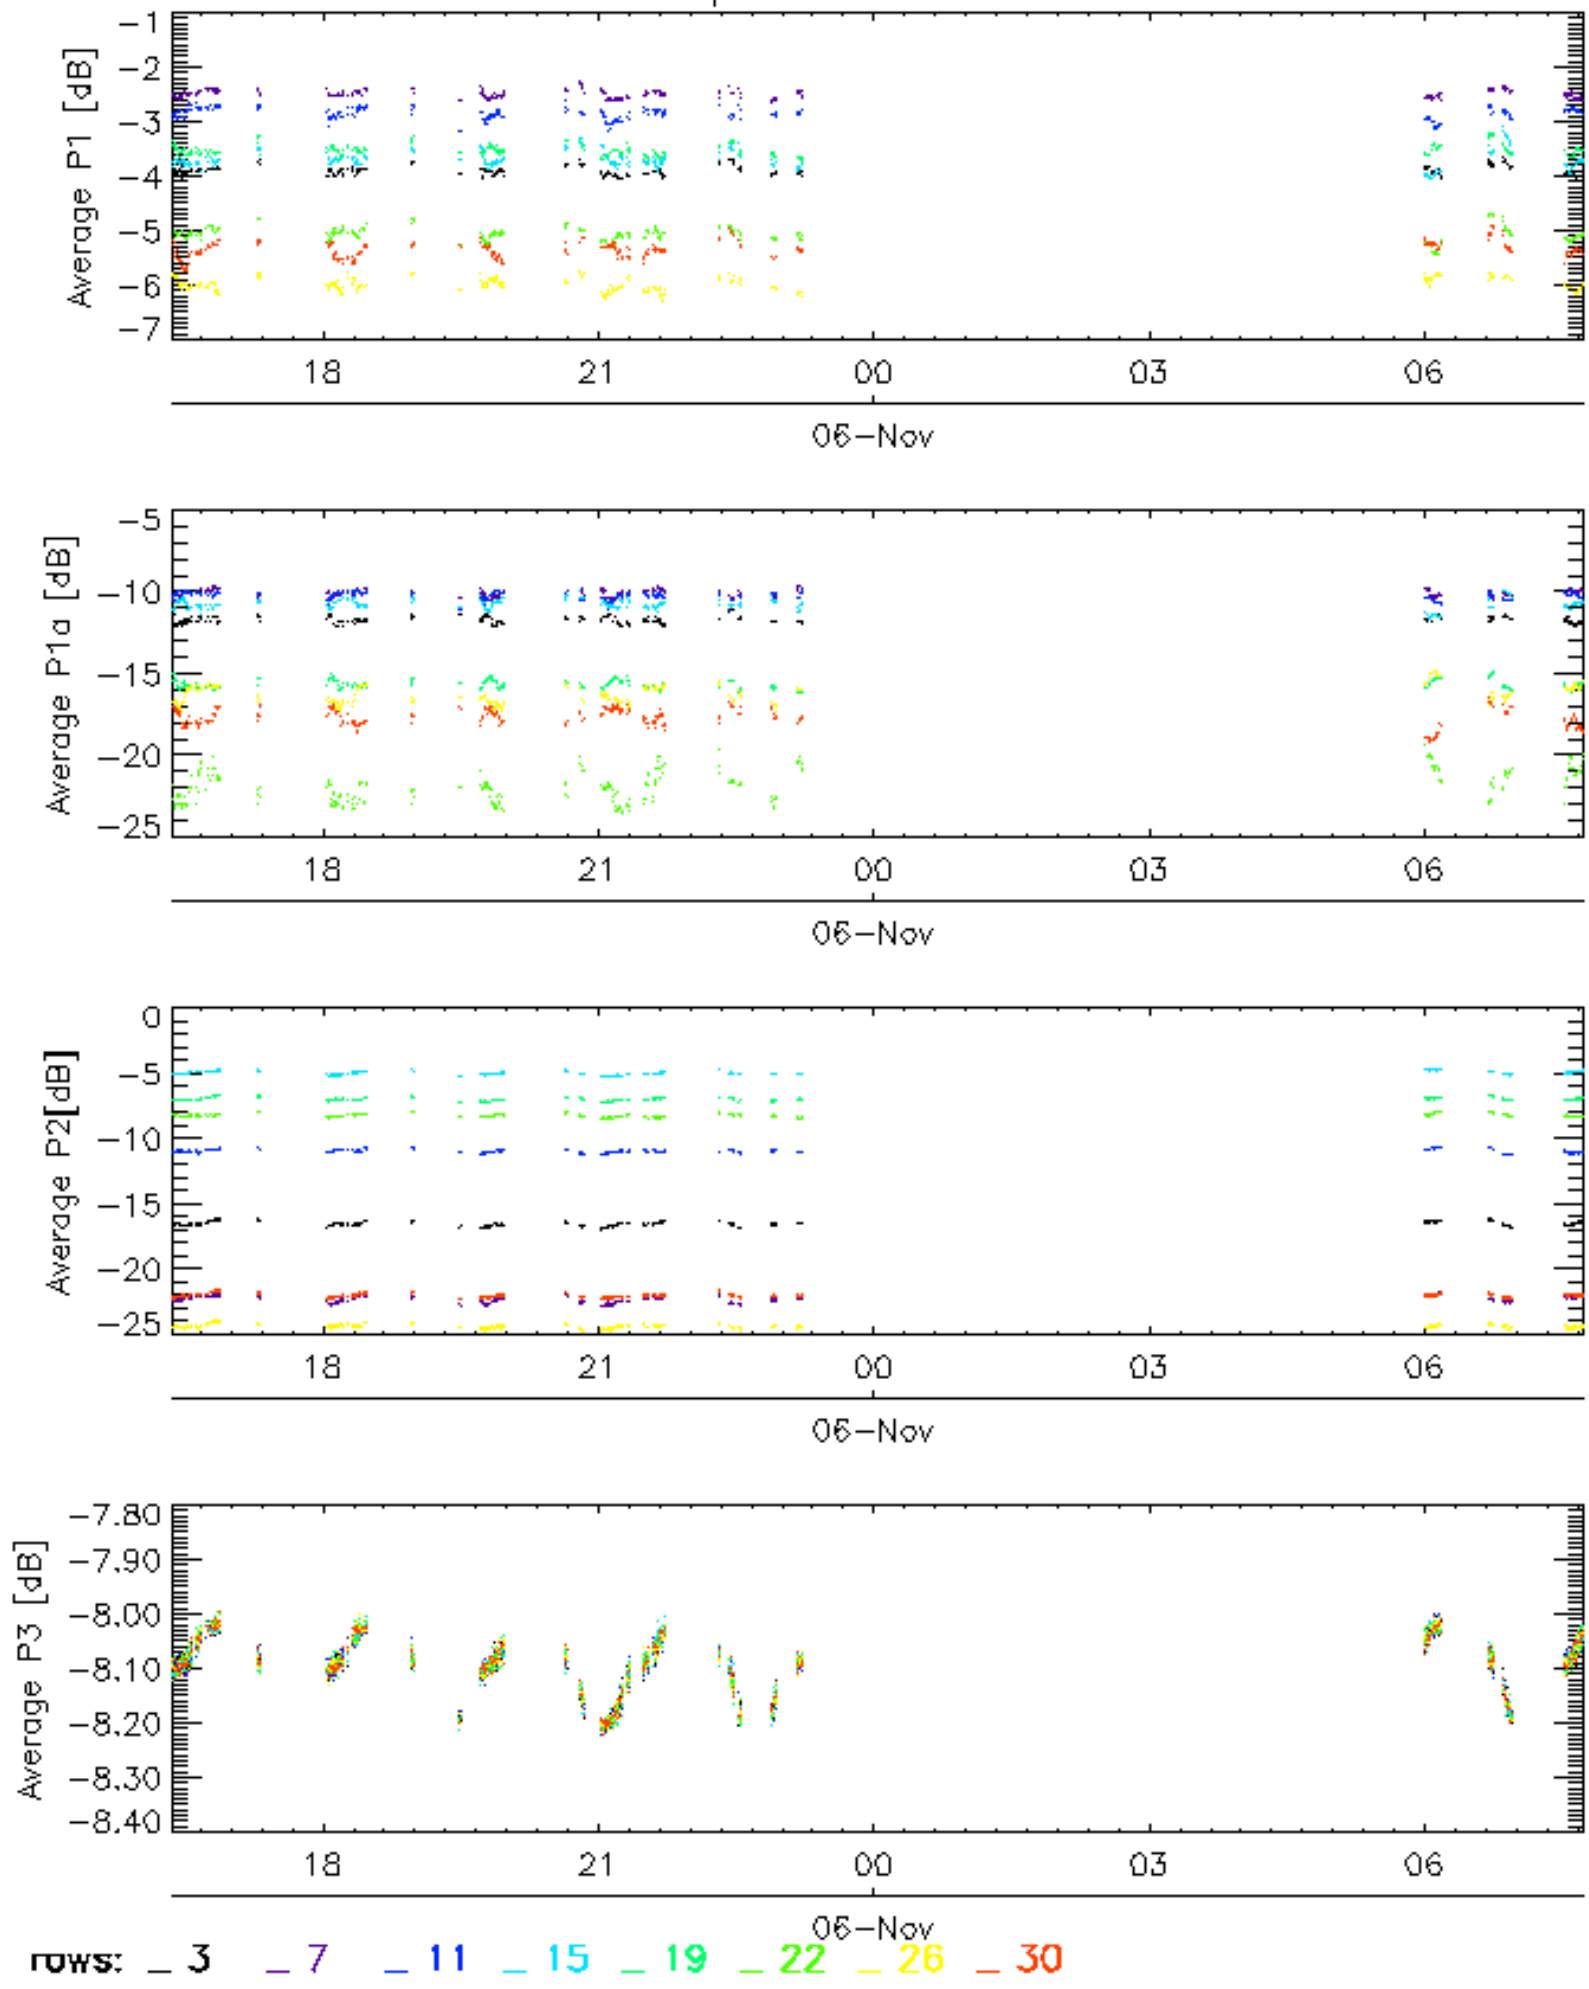 -1
-2
-3
-4
-5
-6
-7
Average P1 [dB]
18 21 00 03 06
06-Nov
-5
-10
-15
-20
-25
Average P1a [dB]
18 21 00 03 06
06-Nov
0
-5
-10
-15
-20
-25
Average P2[dB]
18 21 00 03 06
06-Nov
-7.80
-7.90
-8.00
-8.10
-8.20
-8.30
-8.40
Average P3 [dB]
18 21 00 03 06
06-Nov
rows: _ 3 _ 7 _ 11 _ 15 _ 19 _ 22 _ 26 _ 30